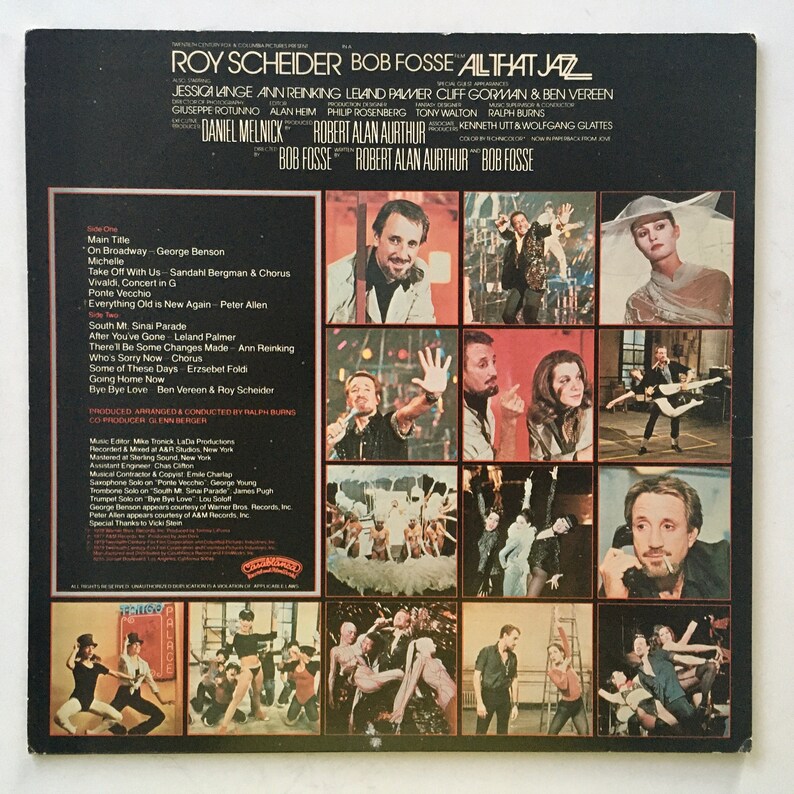 TWENTIETH CENTURY-FOX & COLUMBIA PICTURES PRESENT
ROY SCHEIDER IN A BOB FOSSE FILM ALL THAT JAZZ
ALSO STARRING SPECIAL GUEST APPEARANCES
JESSICA LANGE ANN REINKING LELAND PALMER CLIFF GORMAN & BEN VEREEN
DIRECTOR OF PHOTOGRAPHY EDITOR PRODUCTION DESIGNER FANTASY DESIGNER MUSIC SUPERVISOR & CONDUCTOR
GIUSEPPE ROTUNNO ALAN HEIM PHILIP ROSENBERG TONY WALTON RALPH BURNS
EXECUTIVE PRODUCER DANIEL MELNICK PRODUCED BY ROBERT ALAN AURTHUR ASSOCIATE PRODUCERS KENNETH UTT & WOLFGANG GLATTES
COLOR BY TECHNICOLOR® NOW IN PAPERBACK FROM JOVE
DIRECTED BY BOB FOSSE WRITTEN BY ROBERT ALAN AURTHUR AND BOB FOSSE
Side One
Main Title
On Broadway – George Benson
Michelle
Take Off With Us – Sandahl Bergman & Chorus
Vivaldi, Concert in G
Ponte Vecchio
Everything Old is New Again – Peter Allen
Side Two
South Mt. Sinai Parade
After You've Gone – Leland Palmer
There'll Be Some Changes Made – Ann Reinking
Who's Sorry Now – Chorus
Some of These Days – Erzsebet Foldi
Going Home Now
Bye Bye Love – Ben Vereen & Roy Scheider
PRODUCED, ARRANGED & CONDUCTED BY RALPH BURNS
CO-PRODUCER: GLENN BERGER
Music Editor: Mike Tronick, LaDa Productions
Recorded & Mixed at A&R Studios, New York
Mastered at Sterling Sound, New York
Assistant Engineer: Chas Clifton
Musical Contractor & Copyist: Emile Charlap
Saxophone Solo on "Ponte Vecchio": George Young
Trombone Solo on "South Mt. Sinai Parade": James Pugh
Trumpet Solo on "Bye Bye Love": Lou Soloff
George Benson appears courtesy of Warner Bros. Records, Inc.
Peter Allen appears courtesy of A&M Records, Inc.
Special Thanks to Vicki Stein
Casablanca
Record and FilmWorks
ALL RIGHTS RESERVED. UNAUTHORIZED DUPLICATION IS A VIOLATION OF APPLICABLE LAWS.
TANGO
PALACE